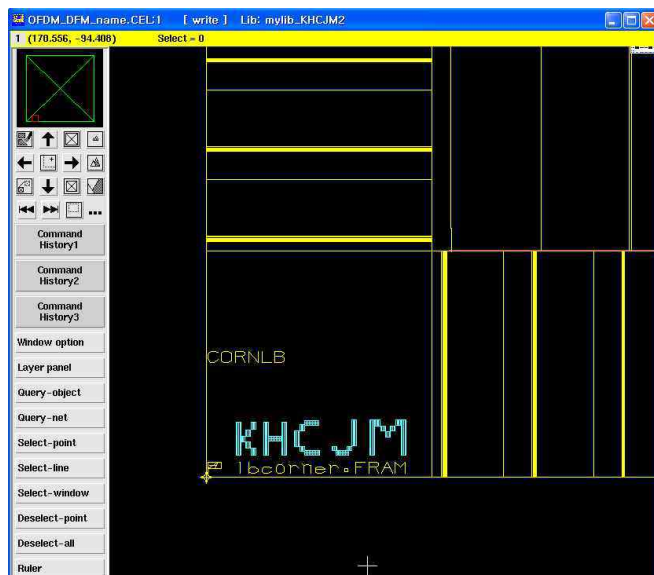 OFDM_DFM_name.CEL;1 [ write ] Lib: mylib_KHCJM2
1 (170.556, -94.408) Select = 0
Command
History1
Command
History2
Command
History3
Window option
Layer panel
Query-object
Query-net
Select-point
Select-line
Select-window
Deselect-point
Deselect-all
Ruler
CORNLB
KHCJM
lbcorner.FRAM